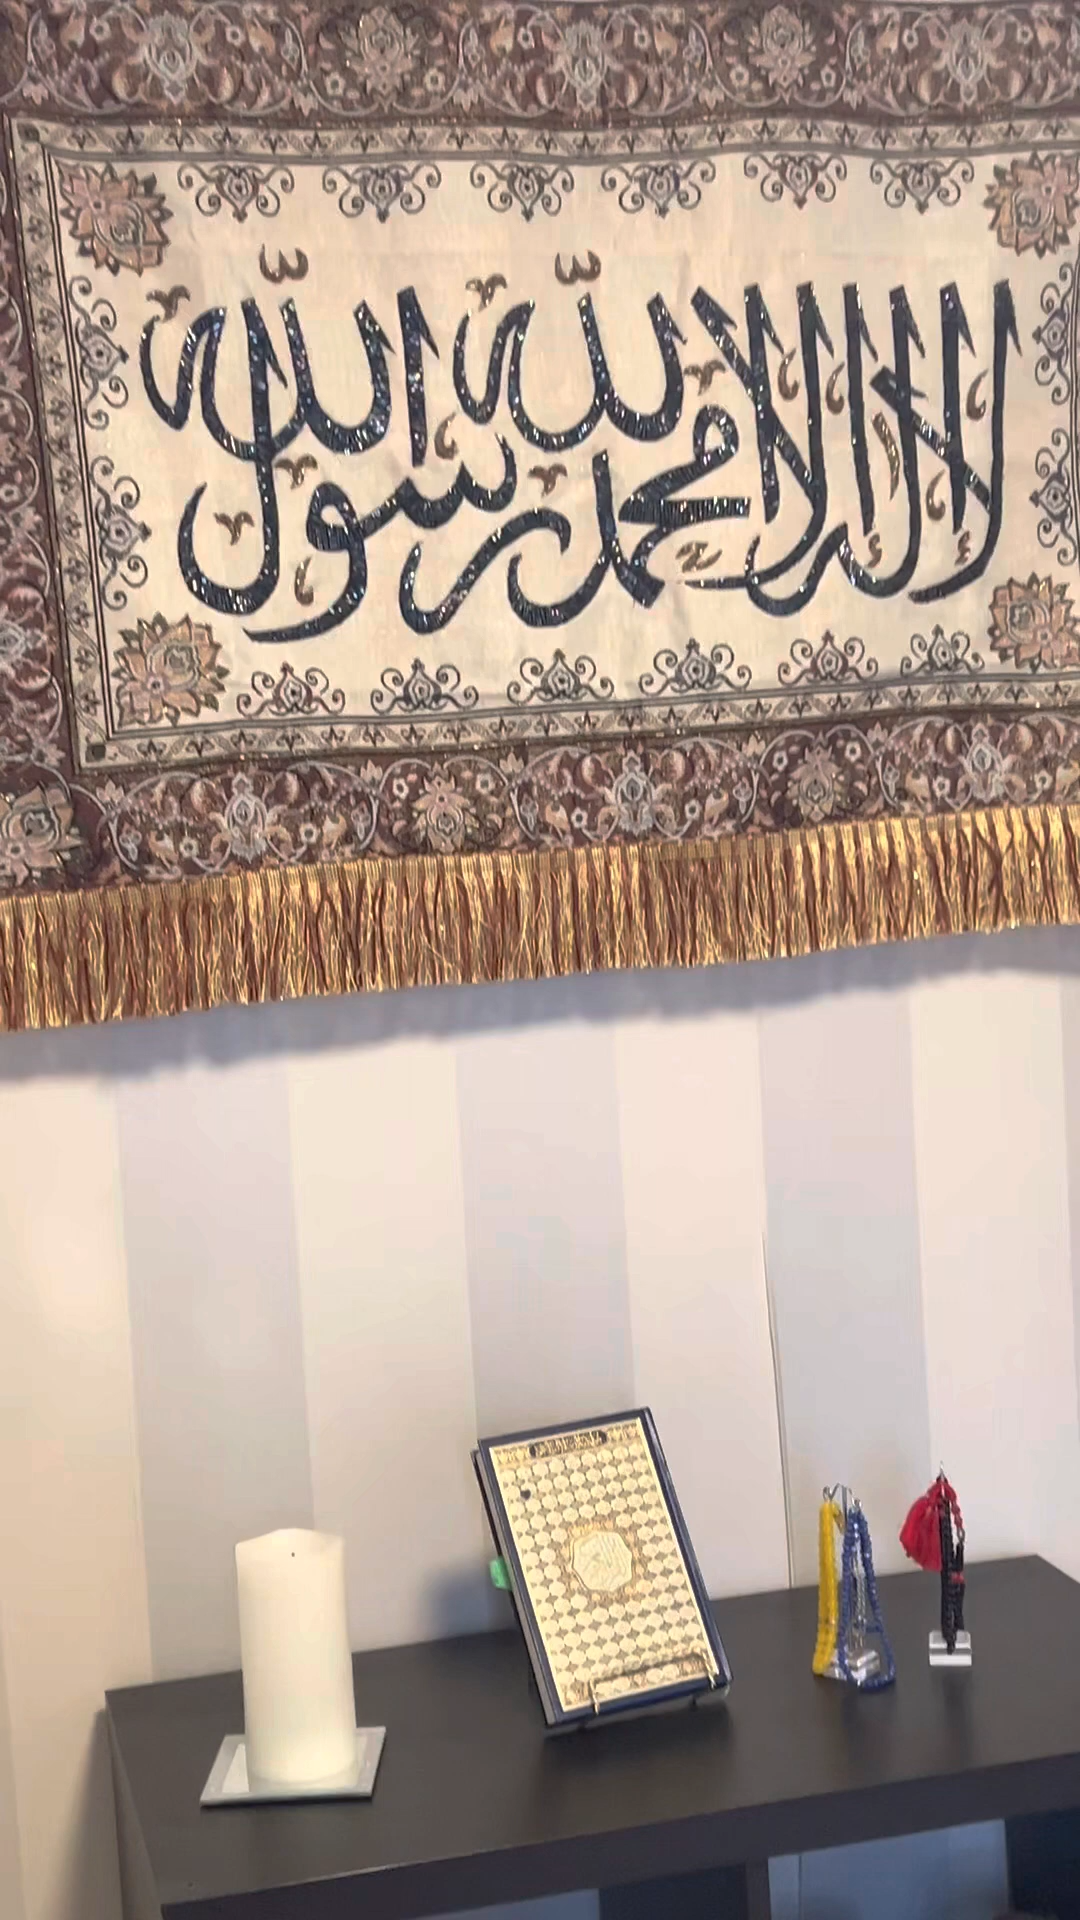 لا إله إلا الله محمد رسول الله